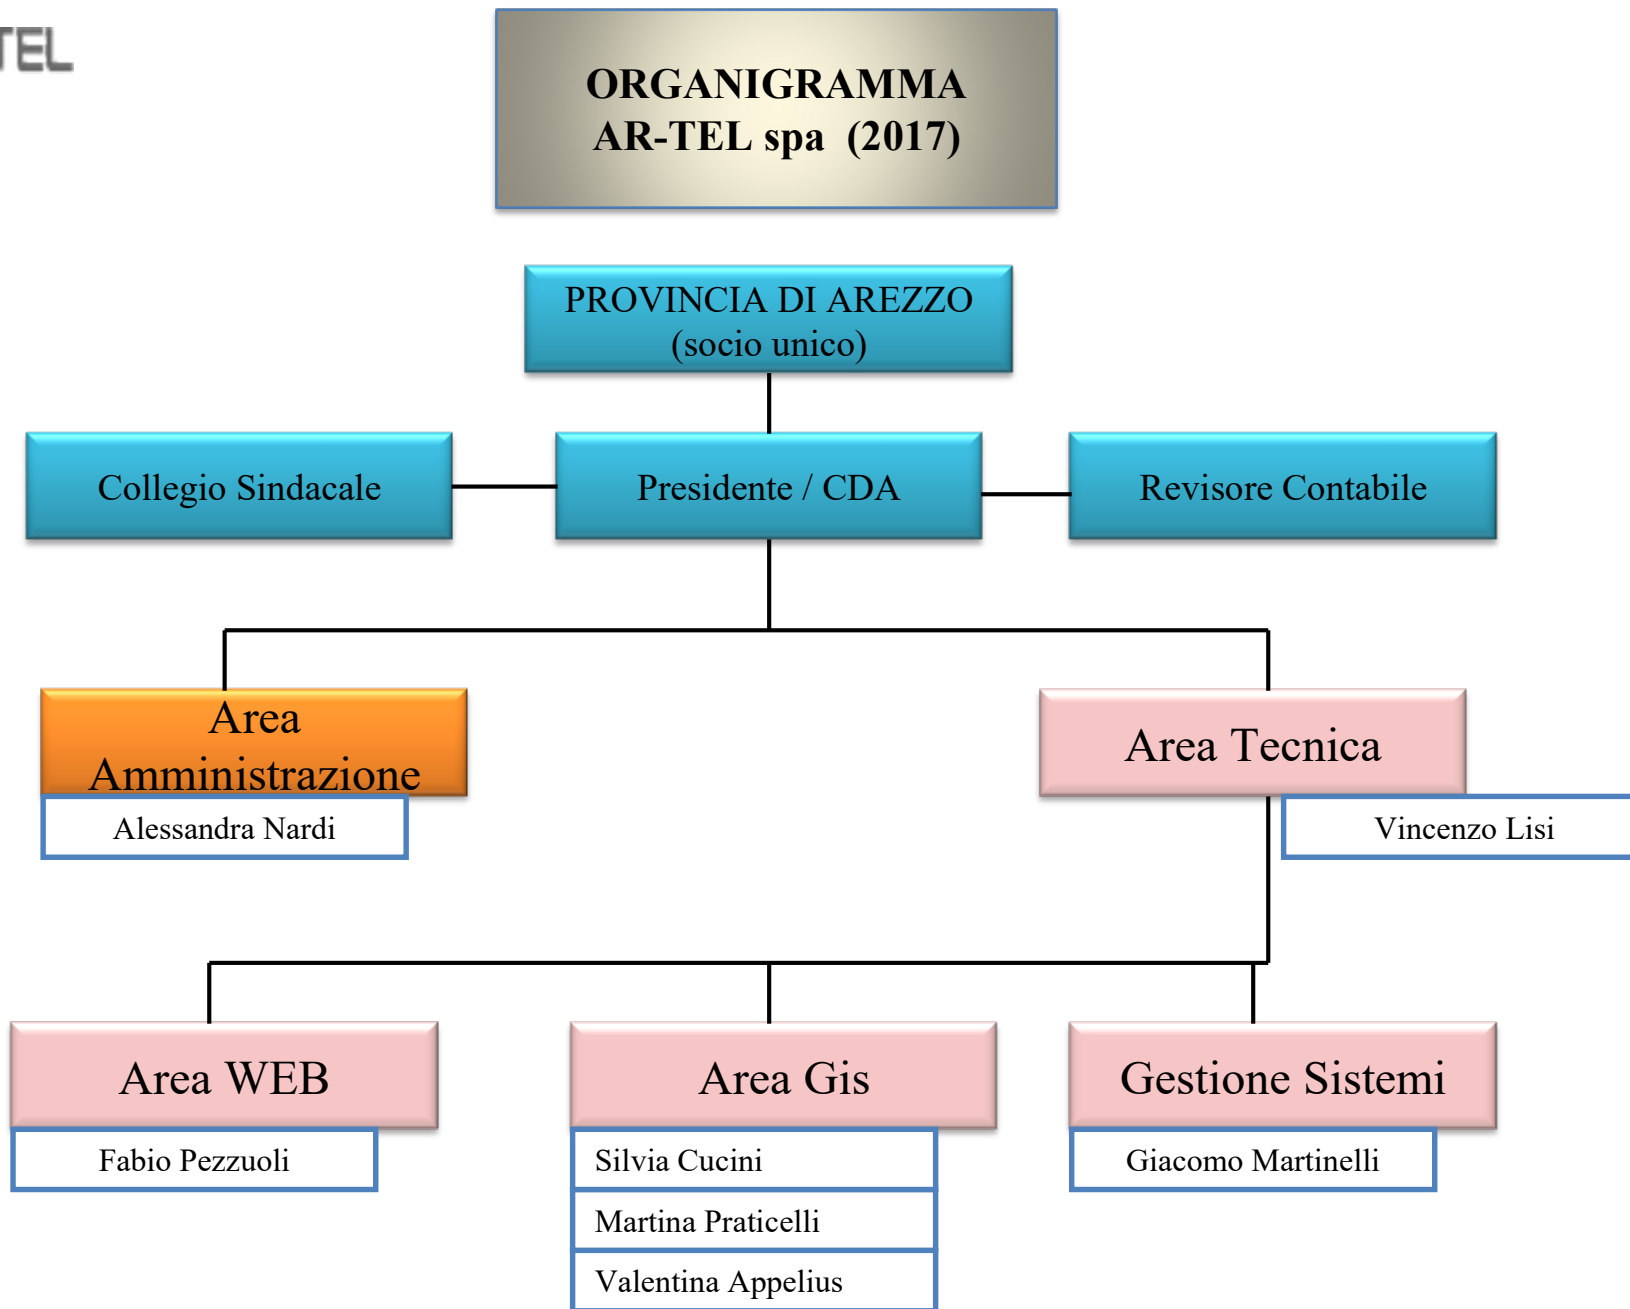 TEL
ORGANIGRAMMA
AR-TEL spa (2017)
PROVINCIA DI AREZZO
(socio unico)
Collegio Sindacale
Presidente / CDA
Revisore Contabile
Area
Amministrazione
Alessandra Nardi
Area Tecnica
Vincenzo Lisi
Area WEB
Fabio Pezzuoli
Area Gis
Silvia Cucini
Martina Praticelli
Valentina Appelius
Gestione Sistemi
Giacomo Martinelli